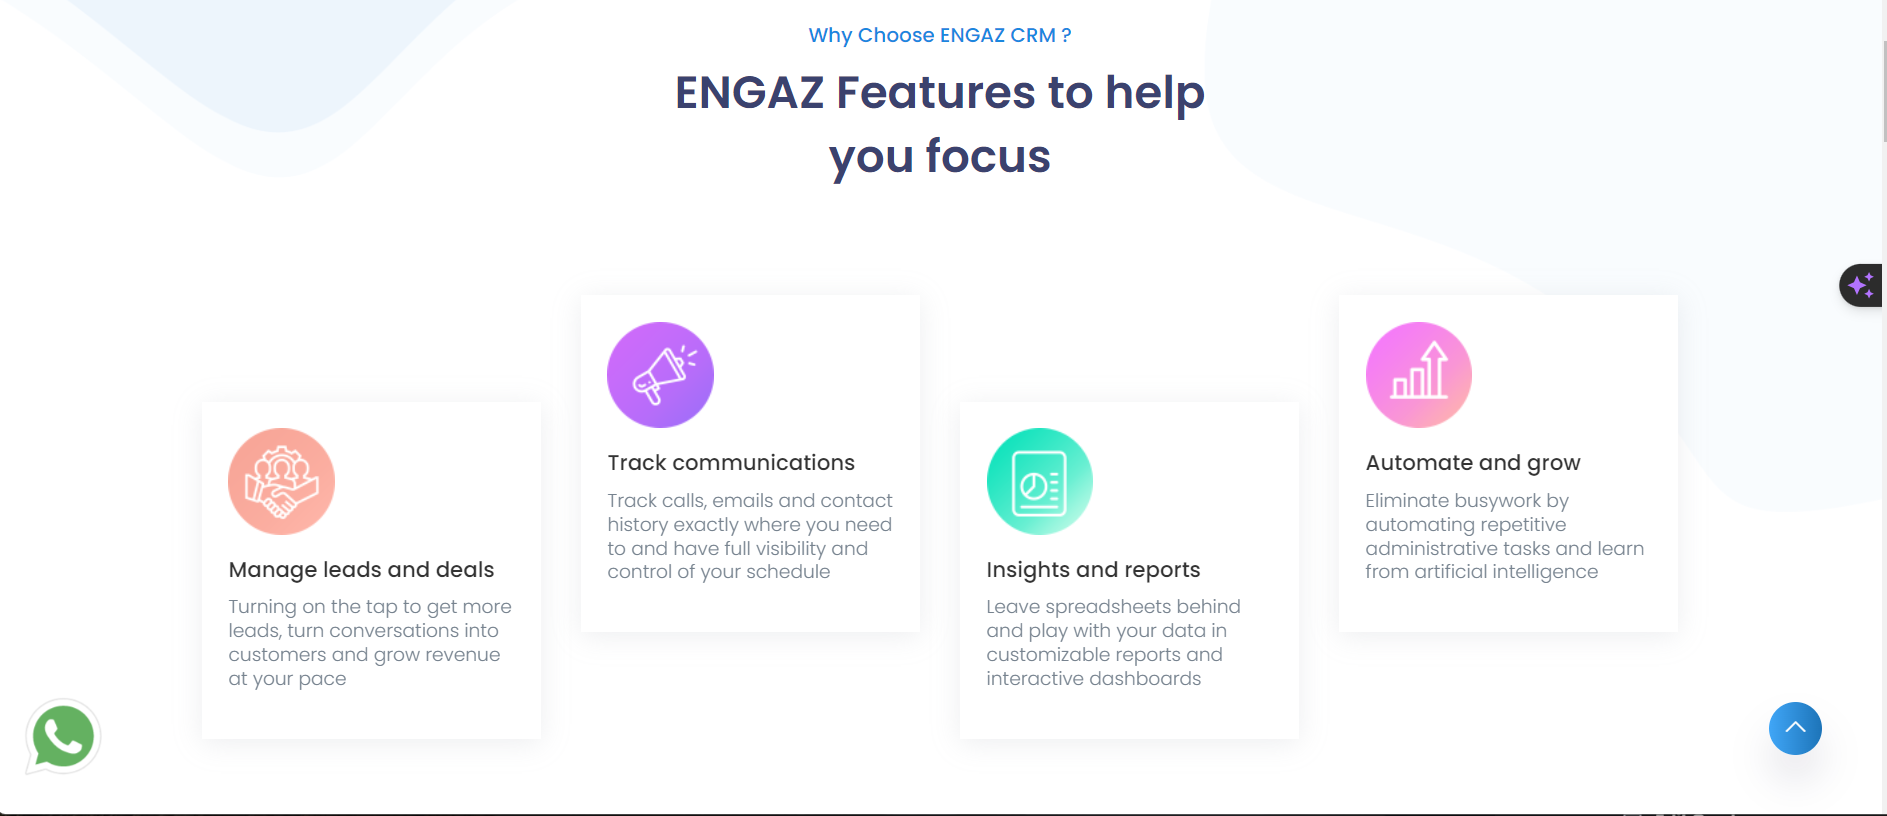 Why Choose ENGAZ CRM ?
ENGAZ Features to help
you focus
Manage leads and deals
Turning on the tap to get more
leads, turn conversations into
customers and grow revenue
at your pace
Track communications
Track calls, emails and contact
history exactly where you need
to and have full visibility and
control of your schedule
Insights and reports
Leave spreadsheets behind
and play with your data in
customizable reports and
interactive dashboards
Automate and grow
Eliminate busywork by
automating repetitive
administrative tasks and learn
from artificial intelligence